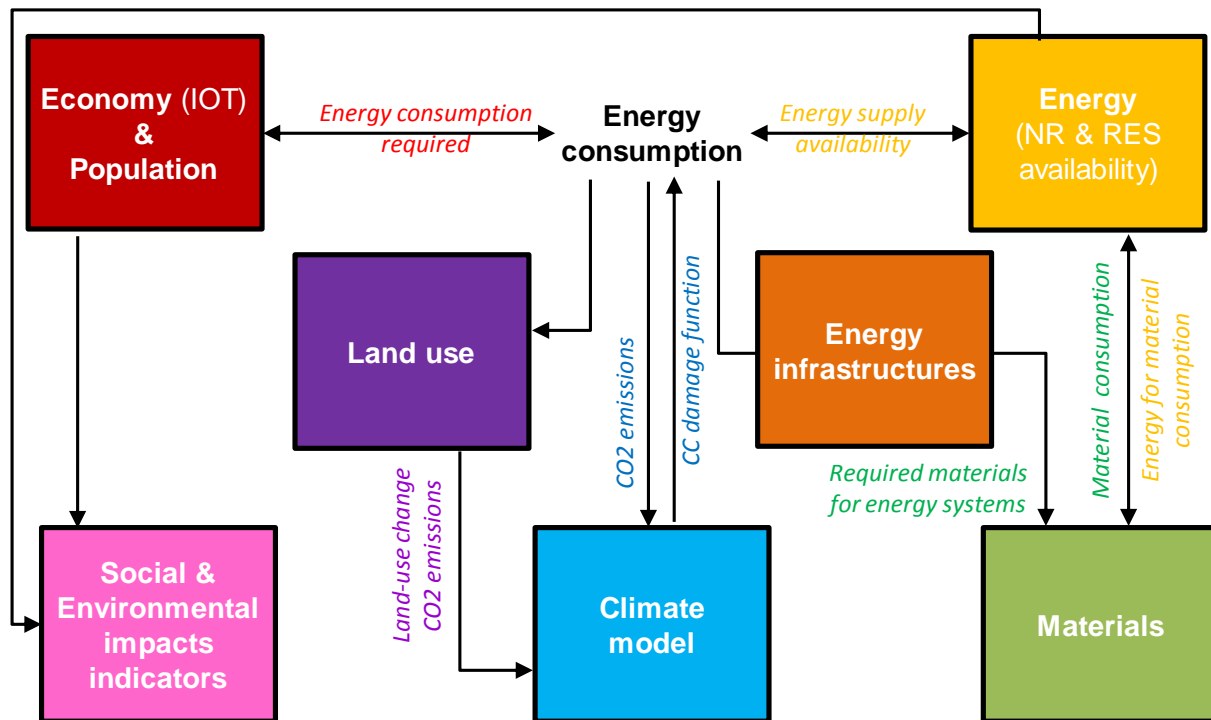 Economy (IOT)
&
Population
Energy consumption
required
Energy
consumption
Energy supply
availability
Energy
(NR & RES
availability)
Land use
CO2 emissions
CC damage function
Energy
infrastructures
Material  consumption
Energy for material
consumption
Land-use change
CO2 emissions
Required materials
for energy systems
Social &
Environmental
impacts
indicators
Climate
model
Materials